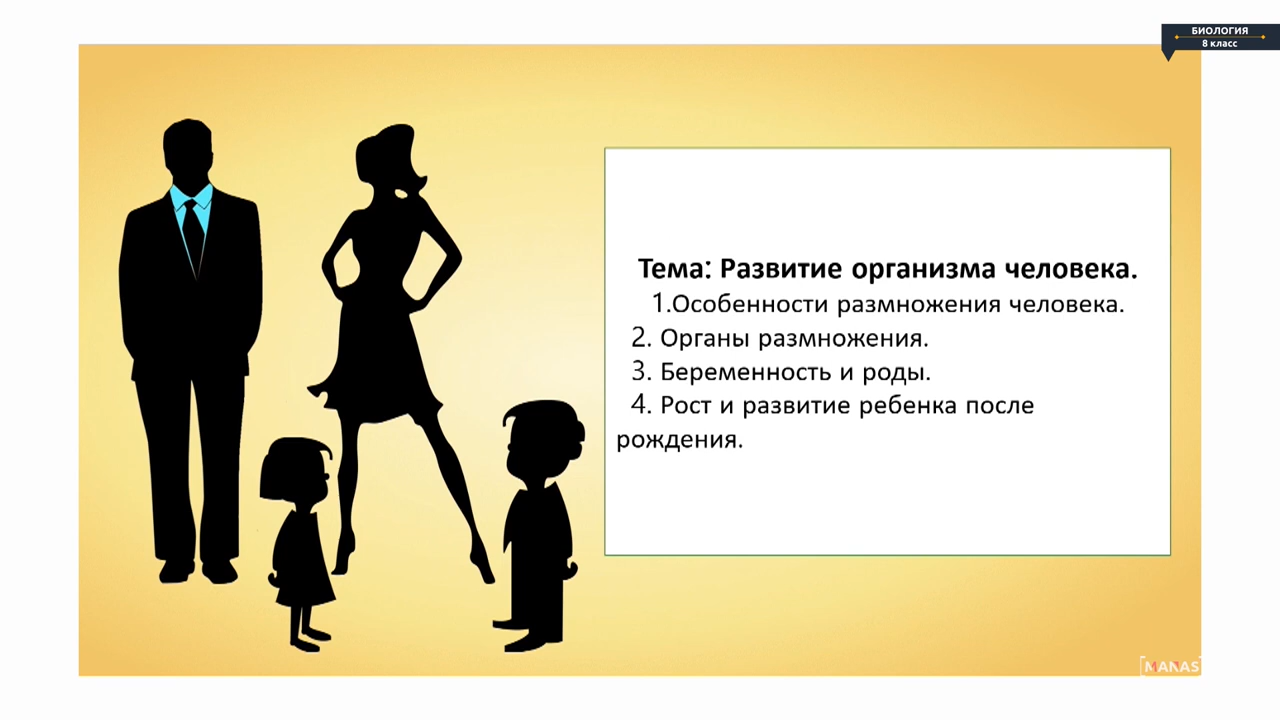 БИОЛОГИЯ
8 класс
Тема: Развитие организма человека.
1.Особенности размножения человека.
2. Органы размножения.
3. Беременность и роды.
4. Рост и развитие ребенка после
рождения.
MANAS